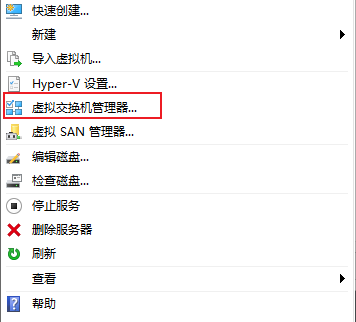 快速创建...
新建
导入虚拟机...
Hyper-V 设置...
虚拟交换机管理器...
虚拟 SAN 管理器...
编辑磁盘...
检查磁盘...
停止服务
删除服务器
刷新
查看
帮助